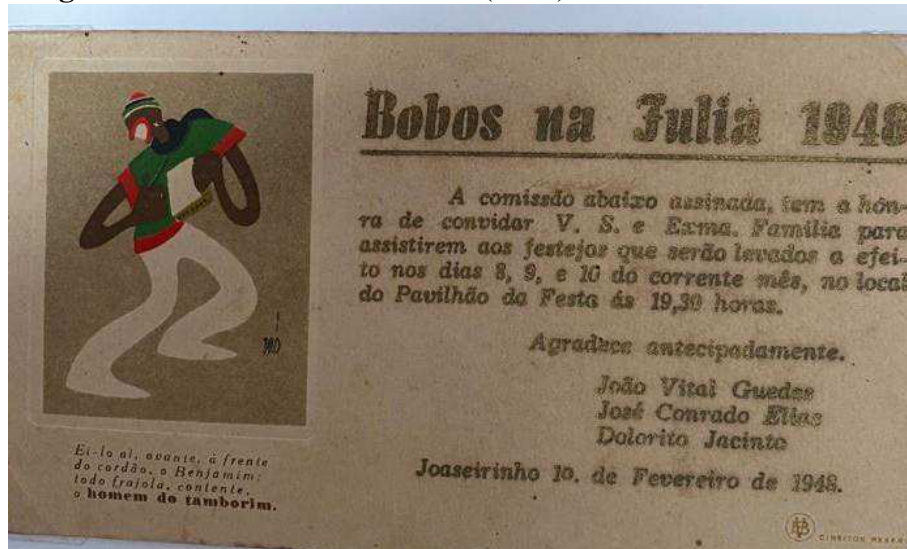 Bobos na Julia 1948
A comissão abaixo assinada, tem a hón-
ra de convidar V. S. e Exma. Família para
assistirem aos festejos que serão levados a efei-
to nos dias 8, 9, e 10 do corrente mês, no local
do Pavilhão da Festa ás 19,30 horas.
Agradece antecipadamente.
João Vital Guedes
José Conrado Elias
Dolorito Jacinto
Joaseirinho 10. de Fevereiro de 1948.
Ei-lo aí, avante, à frente
do cordão, o Benjamim;
todo frajola, contente,
o homem do tamborim.